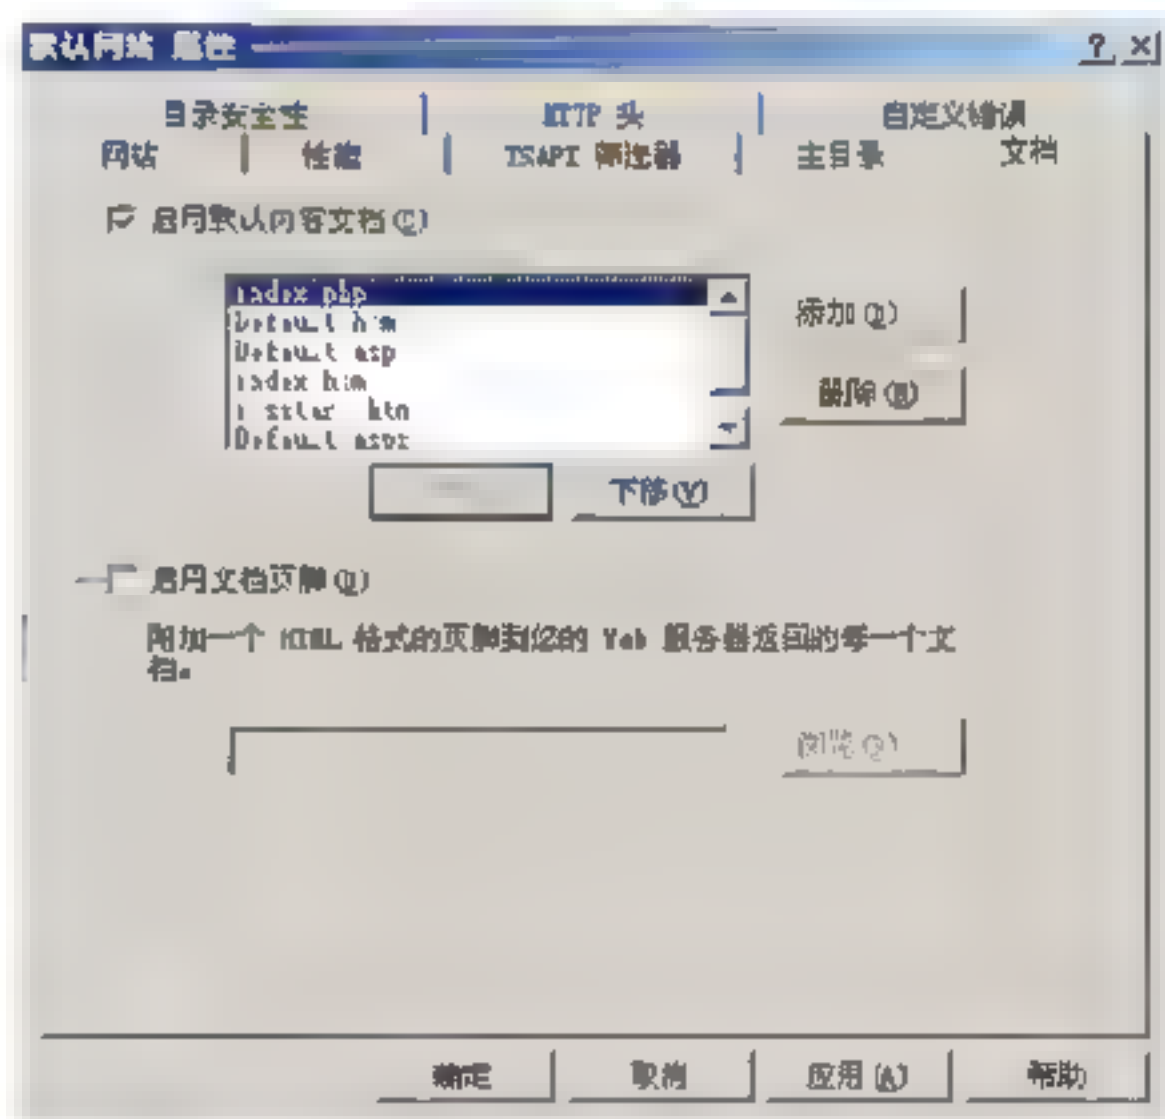 默认网站 属性
目录安全性 HTTP 头 自定义错误
网站 性能 ISAPI 筛选器 主目录 文档
启用默认内容文档(C)
index.php
Default.htm
Default.asp
index.htm
iisstart.htm
Default.aspx
添加(D)
删除(R)
下移(V)
启用文档页脚(O)
附加一个 HTML 格式的页脚到您的 Web 服务器返回的每一个文
档。
浏览(W)
确定 取消 应用(A) 帮助